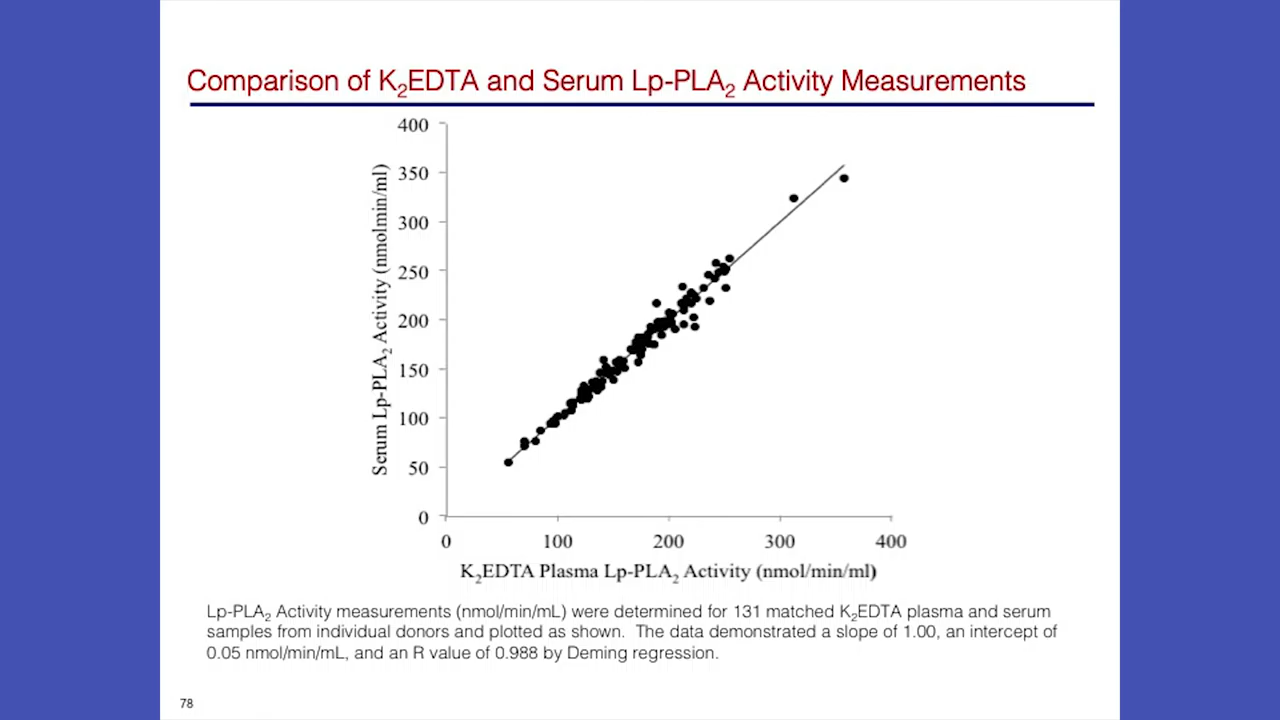 Comparison of K₂EDTA and Serum Lp-PLA₂ Activity Measurements
400
350
300
250
200
150
100
50
0
Serum Lp-PLA₂ Activity (nmolmin/ml)
0 100 200 300 400
K₂EDTA Plasma Lp-PLA₂ Activity (nmol/min/ml)
Lp-PLA₂ Activity measurements (nmol/min/mL) were determined for 131 matched K₂EDTA plasma and serum
samples from individual donors and plotted as shown. The data demonstrated a slope of 1.00, an intercept of
0.05 nmol/min/mL, and an R value of 0.988 by Deming regression.
78